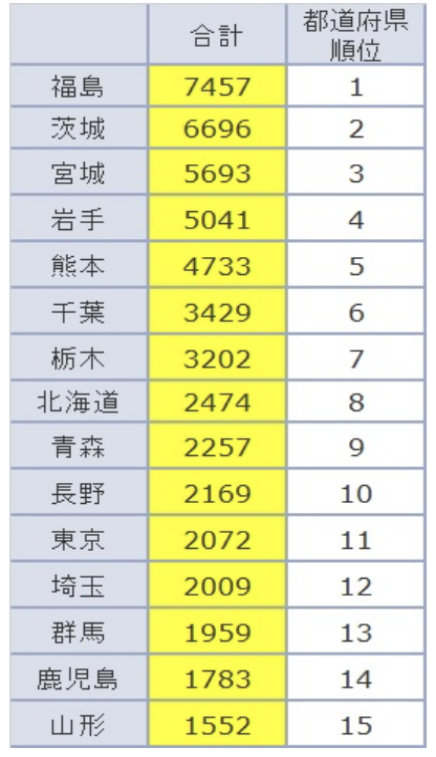 合計 都道府県
順位
福島 7457 1
茨城 6696 2
宮城 5693 3
岩手 5041 4
熊本 4733 5
千葉 3429 6
栃木 3202 7
北海道 2474 8
青森 2257 9
長野 2169 10
東京 2072 11
埼玉 2009 12
群馬 1959 13
鹿児島 1783 14
山形 1552 15